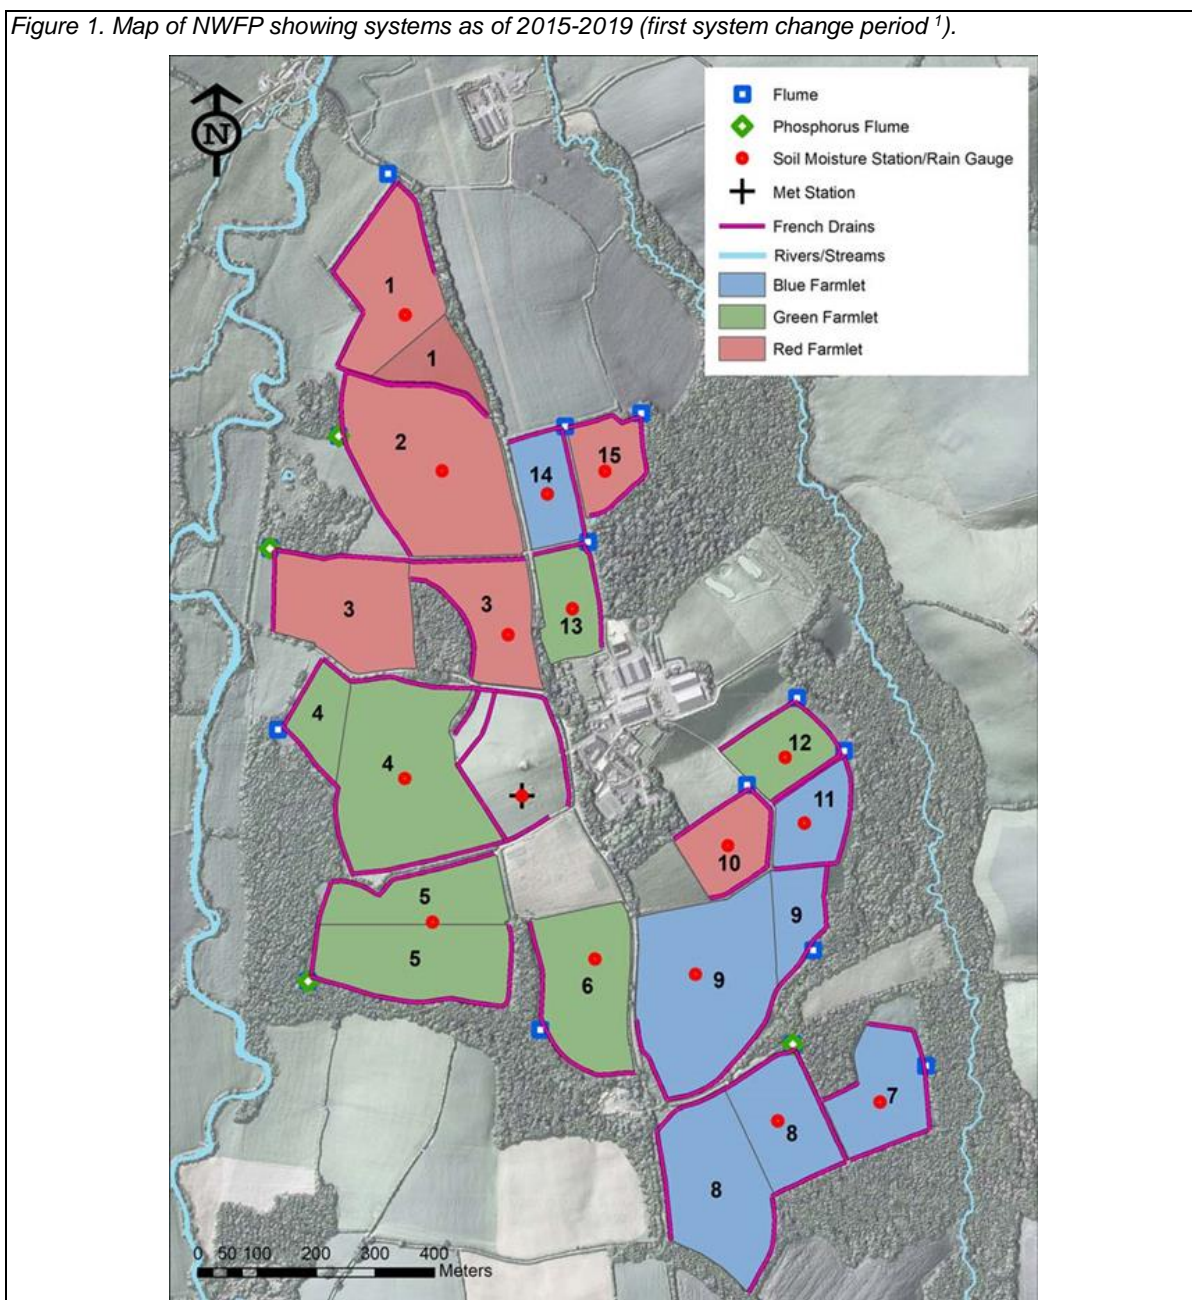 Figure 1. Map of NWFP showing systems as of 2015-2019 (first system change period ¹).
N
Flume
Phosphorus Flume
Soil Moisture Station/Rain Gauge
Met Station
French Drains
Rivers/Streams
Blue Farmlet
Green Farmlet
Red Farmlet
1
1
2
15
14
3
3
13
4
4
12
11
10
5
5
9
9
6
7
8
8
0 50 100 200 300 400
Meters